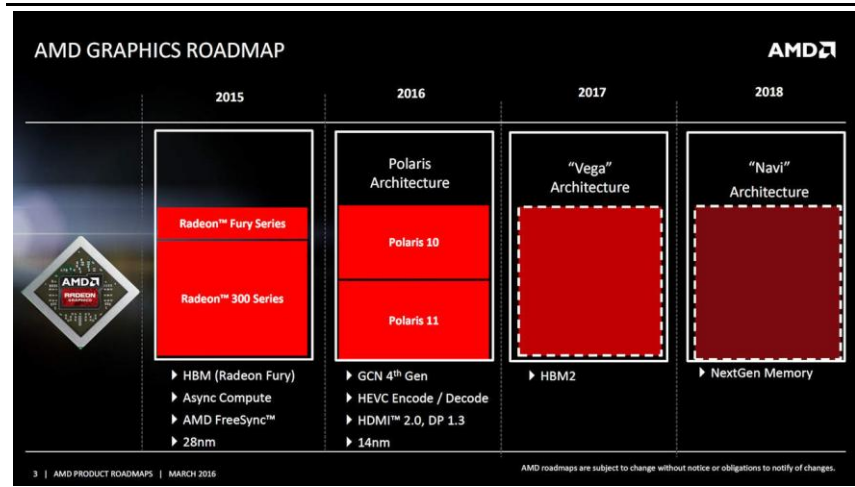 AMD GRAPHICS ROADMAP
AMD
2015
2016
2017
2018
Radeon™ Fury Series
Radeon™ 300 Series
▶ HBM (Radeon Fury)
▶ Async Compute
▶ AMD FreeSync™
▶ 28nm
Polaris
Architecture
Polaris 10
Polaris 11
▶ GCN 4th Gen
▶ HEVC Encode / Decode
▶ HDMI™ 2.0, DP 1.3
▶ 14nm
“Vega”
Architecture
▶ HBM2
“Navi”
Architecture
▶ NextGen Memory
AMD
RADEON
GRAPHICS
3 | AMD PRODUCT ROADMAPS | MARCH 2016
AMD roadmaps are subject to change without notice or obligations to notify of changes.